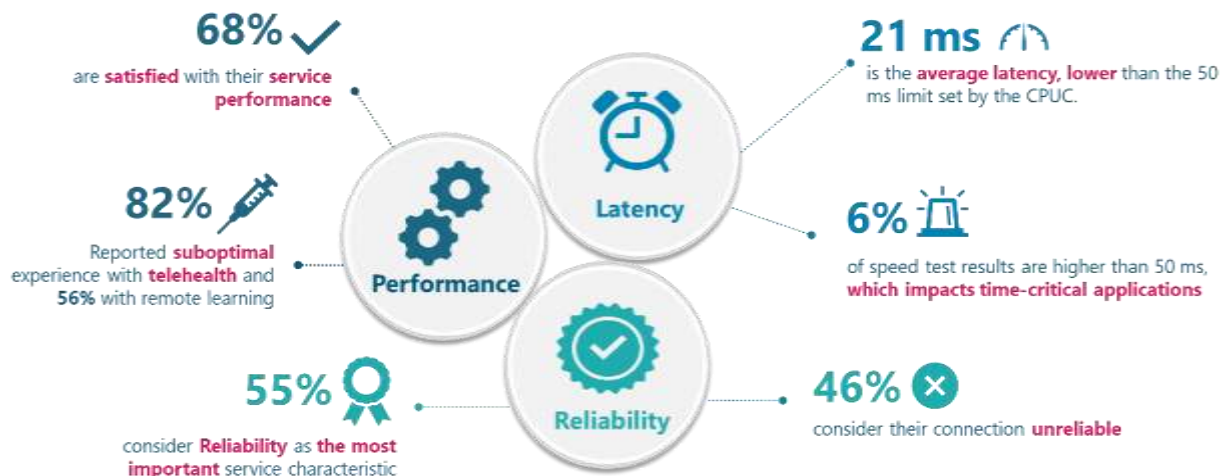 68%
are satisfied with their service
performance
82%
Reported suboptimal
experience with telehealth and
56% with remote learning
55%
consider Reliability as the most
important service characteristic
Performance
Latency
Reliability
21 ms
is the average latency, lower than the 50
ms limit set by the CPUC.
6%
of speed test results are higher than 50 ms,
which impacts time-critical applications
46%
consider their connection unreliable